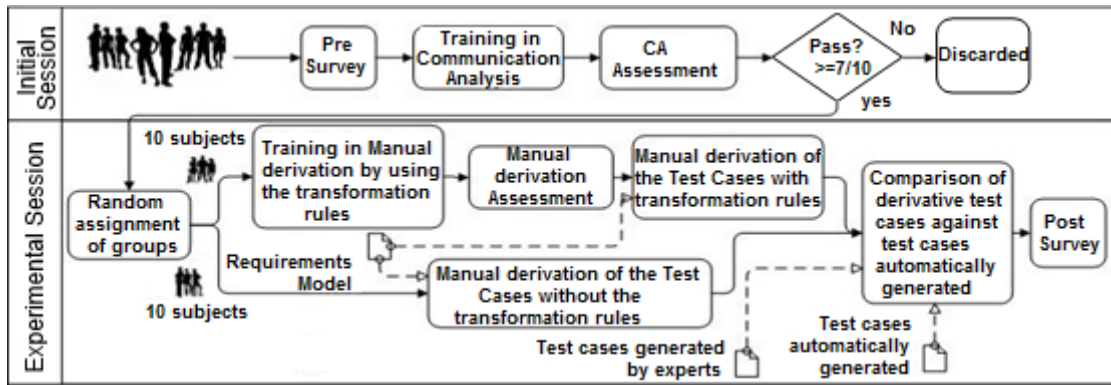 Initial
Session
Pre
Survey
Training in
Communication
Analysis
CA
Assessment
Pass?
>=7/10
No
yes
Discarded
Experimental Session
10 subjects
Random
assignment
of groups
10 subjects
Training in Manual
derivation by using
the transformation
rules
Manual
derivation
Assessment
Manual derivation of
the Test Cases with
transformation rules
Requirements
Model
Manual derivation of the Test
Cases without the
transformation rules
Comparison of
derivative test
cases against
test cases
automatically
generated
Post
Survey
Test cases generated
by experts
Test cases
automatically
generated